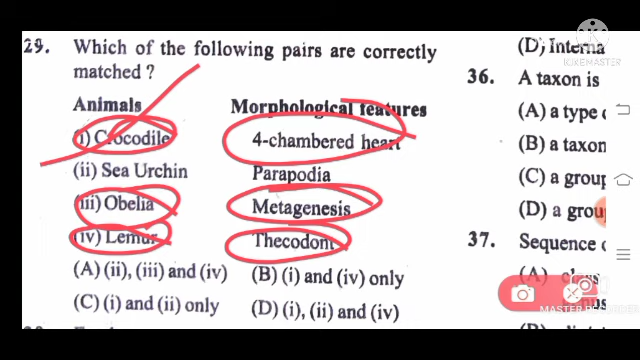 29. Which of the following pairs are correctly
matched ?
Animals Morphological features
(i) Crocodile 4-chambered heart
(ii) Sea Urchin Parapodia
(iii) Obelia Metagenesis
(iv) Lemur Thecodont
(A) (ii), (iii) and (iv) (B) (i) and (iv) only
(C) (i) and (ii) only (D) (i), (ii) and (iv)
(D) Interna
36. A taxon is
(A) a type
(B) a taxon
(C) a group
(D) a grou
37. Sequence
(A) class
KINEMASTER